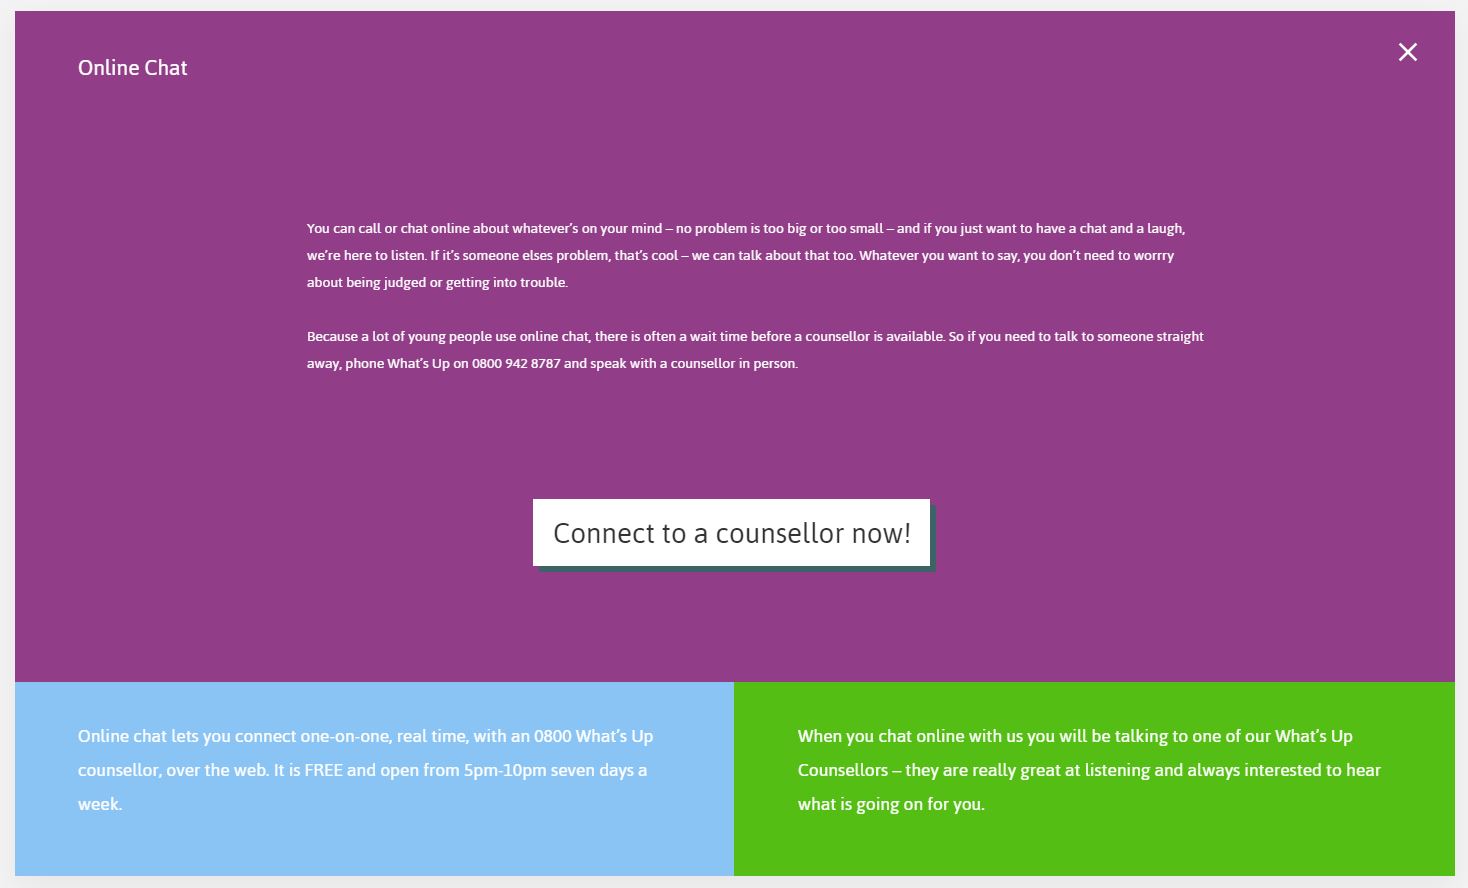 Online Chat
You can call or chat online about whatever’s on your mind – no problem is too big or too small – and if you just want to have a chat and a laugh,
we’re here to listen. If it’s someone elses problem, that’s cool – we can talk about that too. Whatever you want to say, you don’t need to worrry
about being judged or getting into trouble.
Because a lot of young people use online chat, there is often a wait time before a counsellor is available. So if you need to talk to someone straight
away, phone What’s Up on 0800 942 8787 and speak with a counsellor in person.
Connect to a counsellor now!
Online chat lets you connect one-on-one, real time, with an 0800 What’s Up
counsellor, over the web. It is FREE and open from 5pm-10pm seven days a
week.
When you chat online with us you will be talking to one of our What’s Up
Counsellors – they are really great at listening and always interested to hear
what is going on for you.